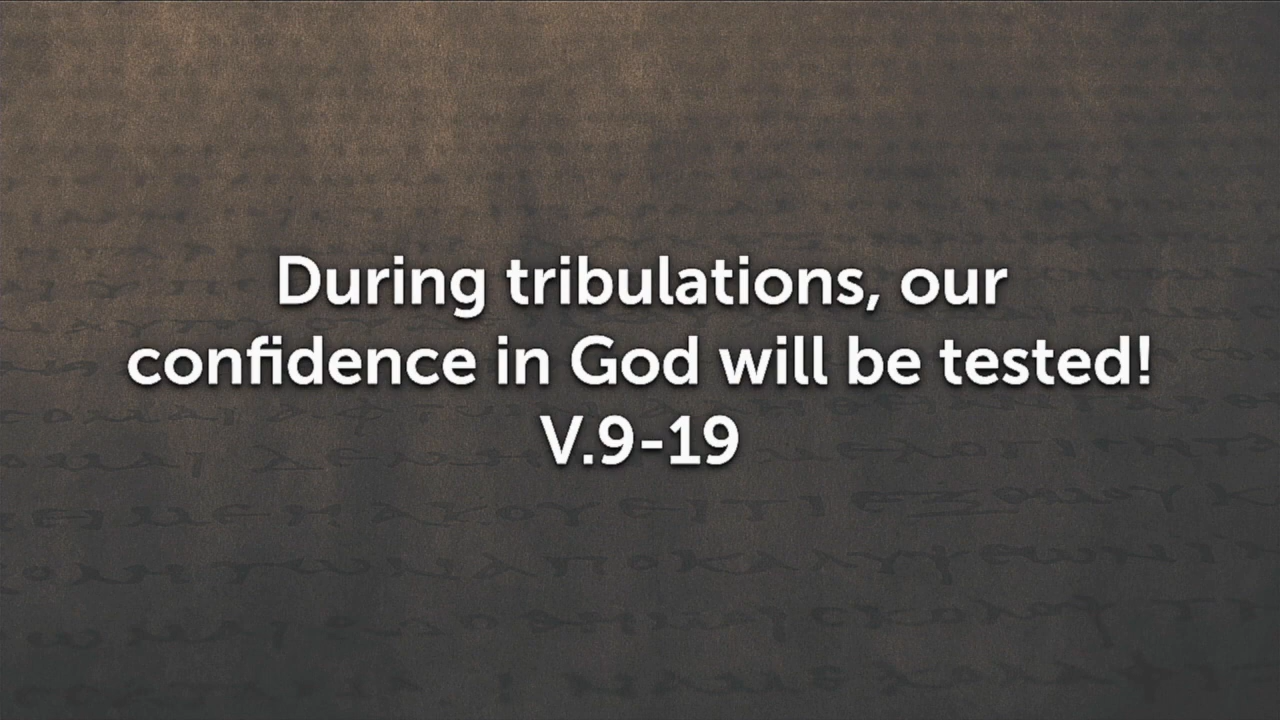 During tribulations, our
confidence in God will be tested!
V.9-19